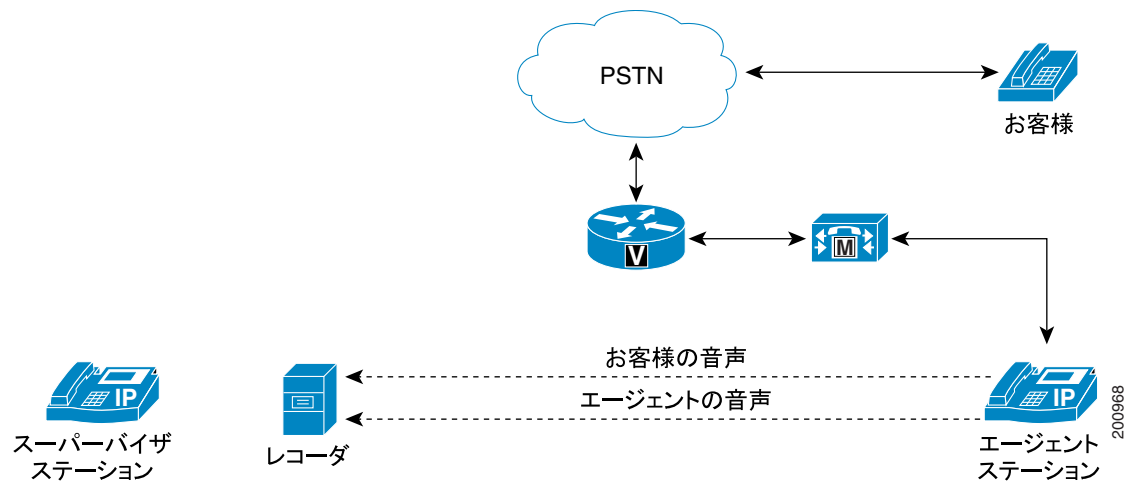 PSTN
お客様
V
M
お客様の音声
エージェントの音声
IP
スーパーバイザ
ステーション
レコーダ
IP
エージェント
ステーション
200968